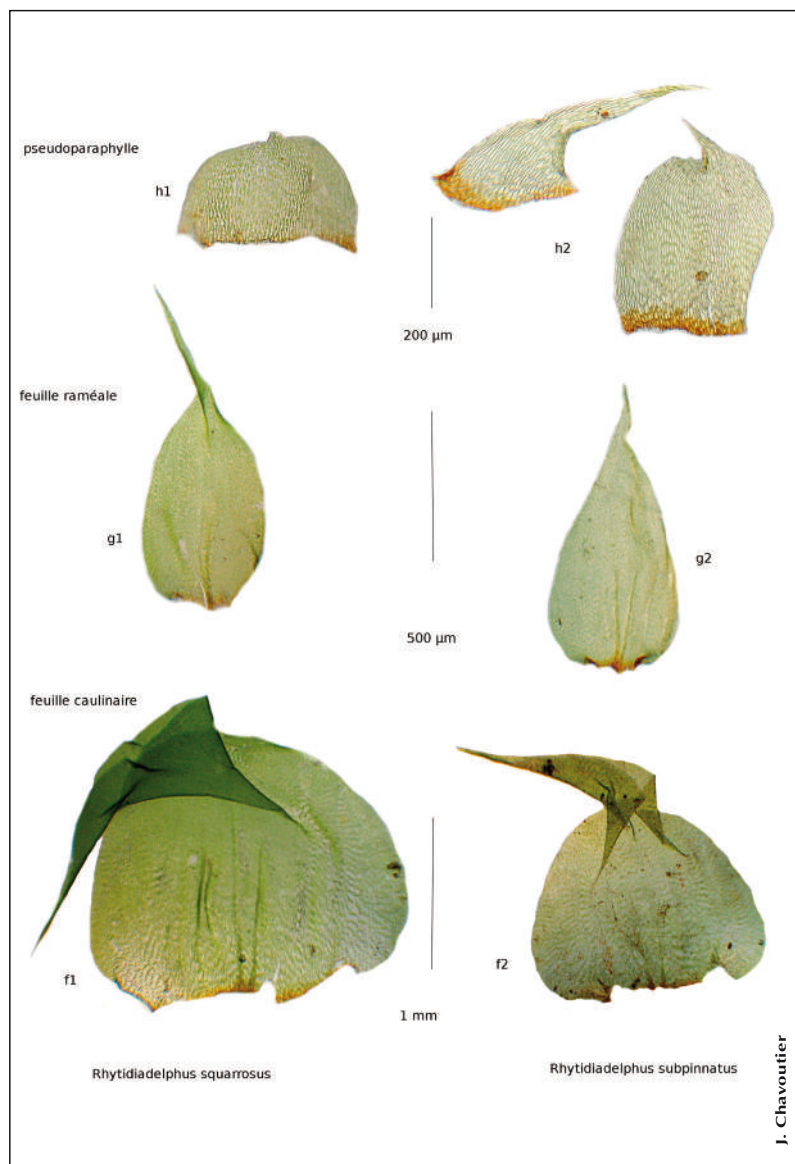 pseudoparaphylle
h1
h2
200 µm
feuille raméale
g1
g2
500 µm
feuille caulinaire
f1
f2
1 mm
Rhytidiadelphus squarrosus
Rhytidiadelphus subpinnatus
J. Chavoutier